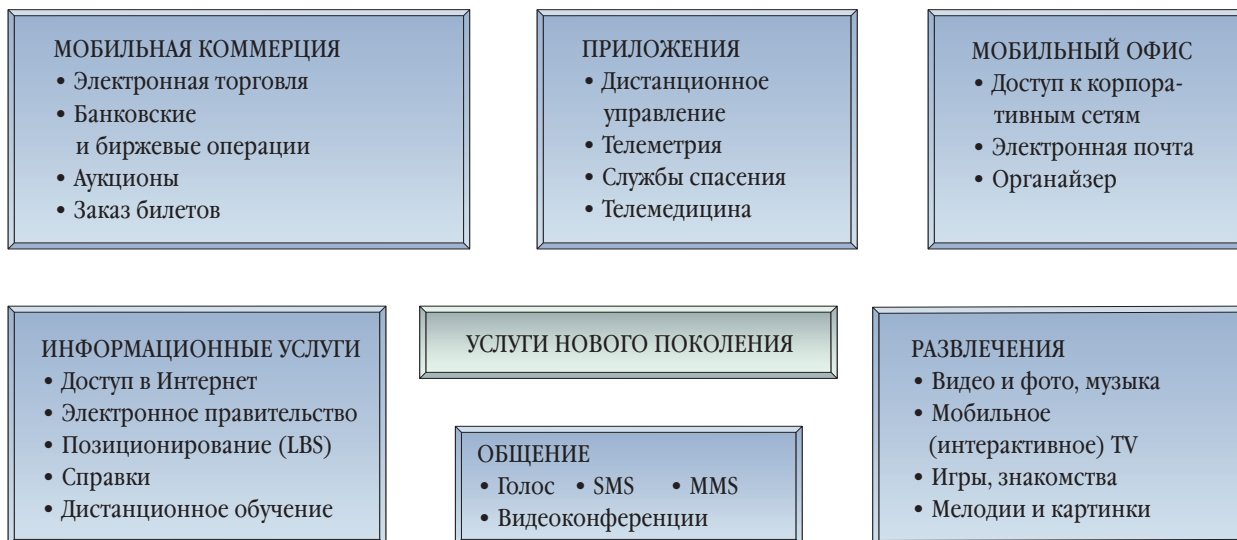 МОБИЛЬНАЯ КОММЕРЦИЯ
• Электронная торговля
• Банковские
и биржевые операции
• Аукционы
• Заказ билетов
ПРИЛОЖЕНИЯ
• Дистанционное
управление
• Телеметрия
• Службы спасения
• Телемедицина
МОБИЛЬНЫЙ ОФИС
• Доступ к корпора-
тивным сетям
• Электронная почта
• Органайзер
ИНФОРМАЦИОННЫЕ УСЛУГИ
• Доступ в Интернет
• Электронное правительство
• Позиционирование (LBS)
• Справки
• Дистанционное обучение
УСЛУГИ НОВОГО ПОКОЛЕНИЯ
ОБЩЕНИЕ
• Голос • SMS • MMS
• Видеоконференции
РАЗВЛЕЧЕНИЯ
• Видео и фото, музыка
• Мобильное
(интерактивное) TV
• Игры, знакомства
• Мелодии и картинки